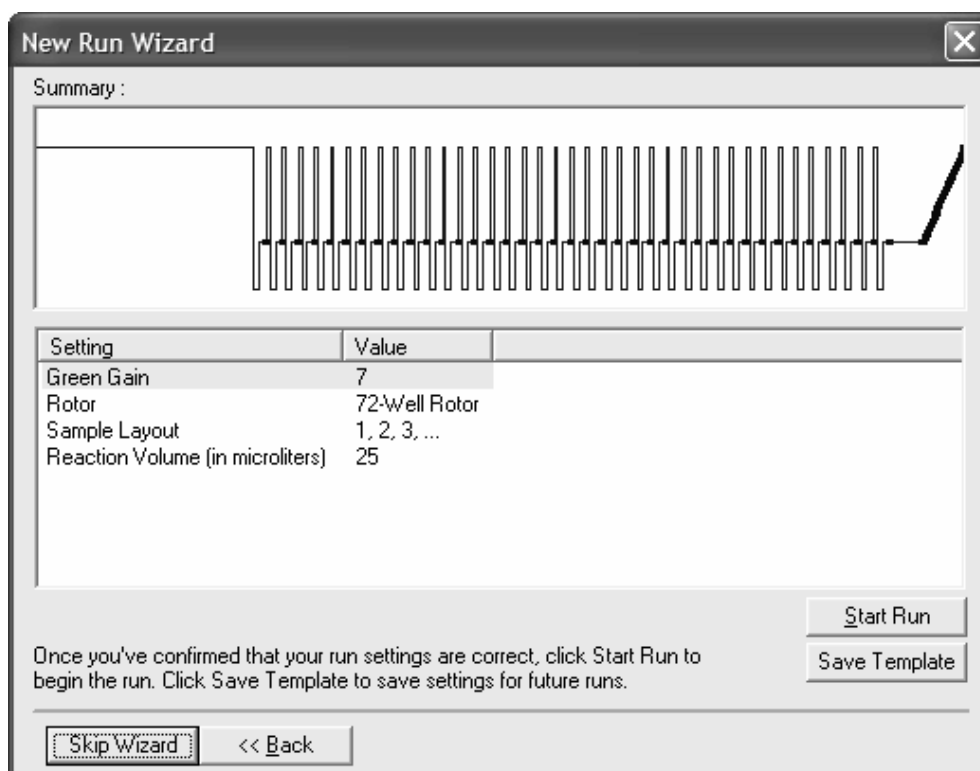 New Run Wizard
Summary :
Setting Value
Green Gain 7
Rotor 72-Well Rotor
Sample Layout 1, 2, 3, ...
Reaction Volume (in microliters) 25
Start Run
Once you've confirmed that your run settings are correct, click Start Run to
begin the run. Click Save Template to save settings for future runs.
Save Template
Skip Wizard << Back